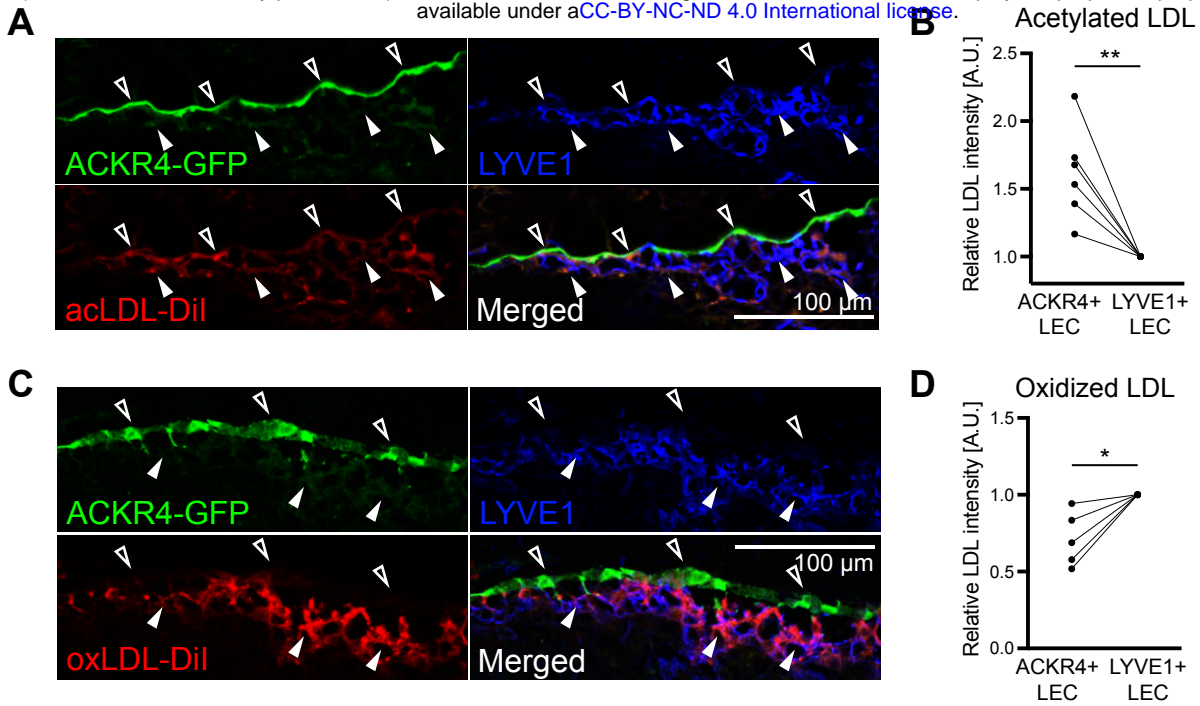 available under aCC-BY-NC-ND 4.0 International license.
A
ACKR4-GFP
LYVE1
acLDL-DiI
Merged
100 µm
B
Acetylated LDL
Relative LDL intensity [A.U.]
2.5
2.0
1.5
1.0
**
ACKR4+
LEC
LYVE1+
LEC
C
ACKR4-GFP
LYVE1
oxLDL-DiI
Merged
100 µm
D
Oxidized LDL
Relative LDL intensity [A.U.]
1.5
1.0
0.5
0.0
*
ACKR4+
LEC
LYVE1+
LEC